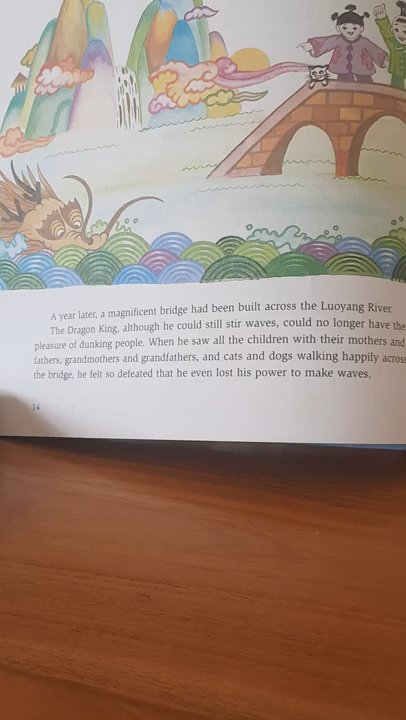 A year later, a magnificent bridge had been built across the Luoyang River.
The Dragon King, although he could still stir waves, could no longer have the
pleasure of dunking people. When he saw all the children with their mothers and
fathers, grandmothers and grandfathers, and cats and dogs walking happily across
the bridge, he felt so defeated that he even lost his power to make waves.
14